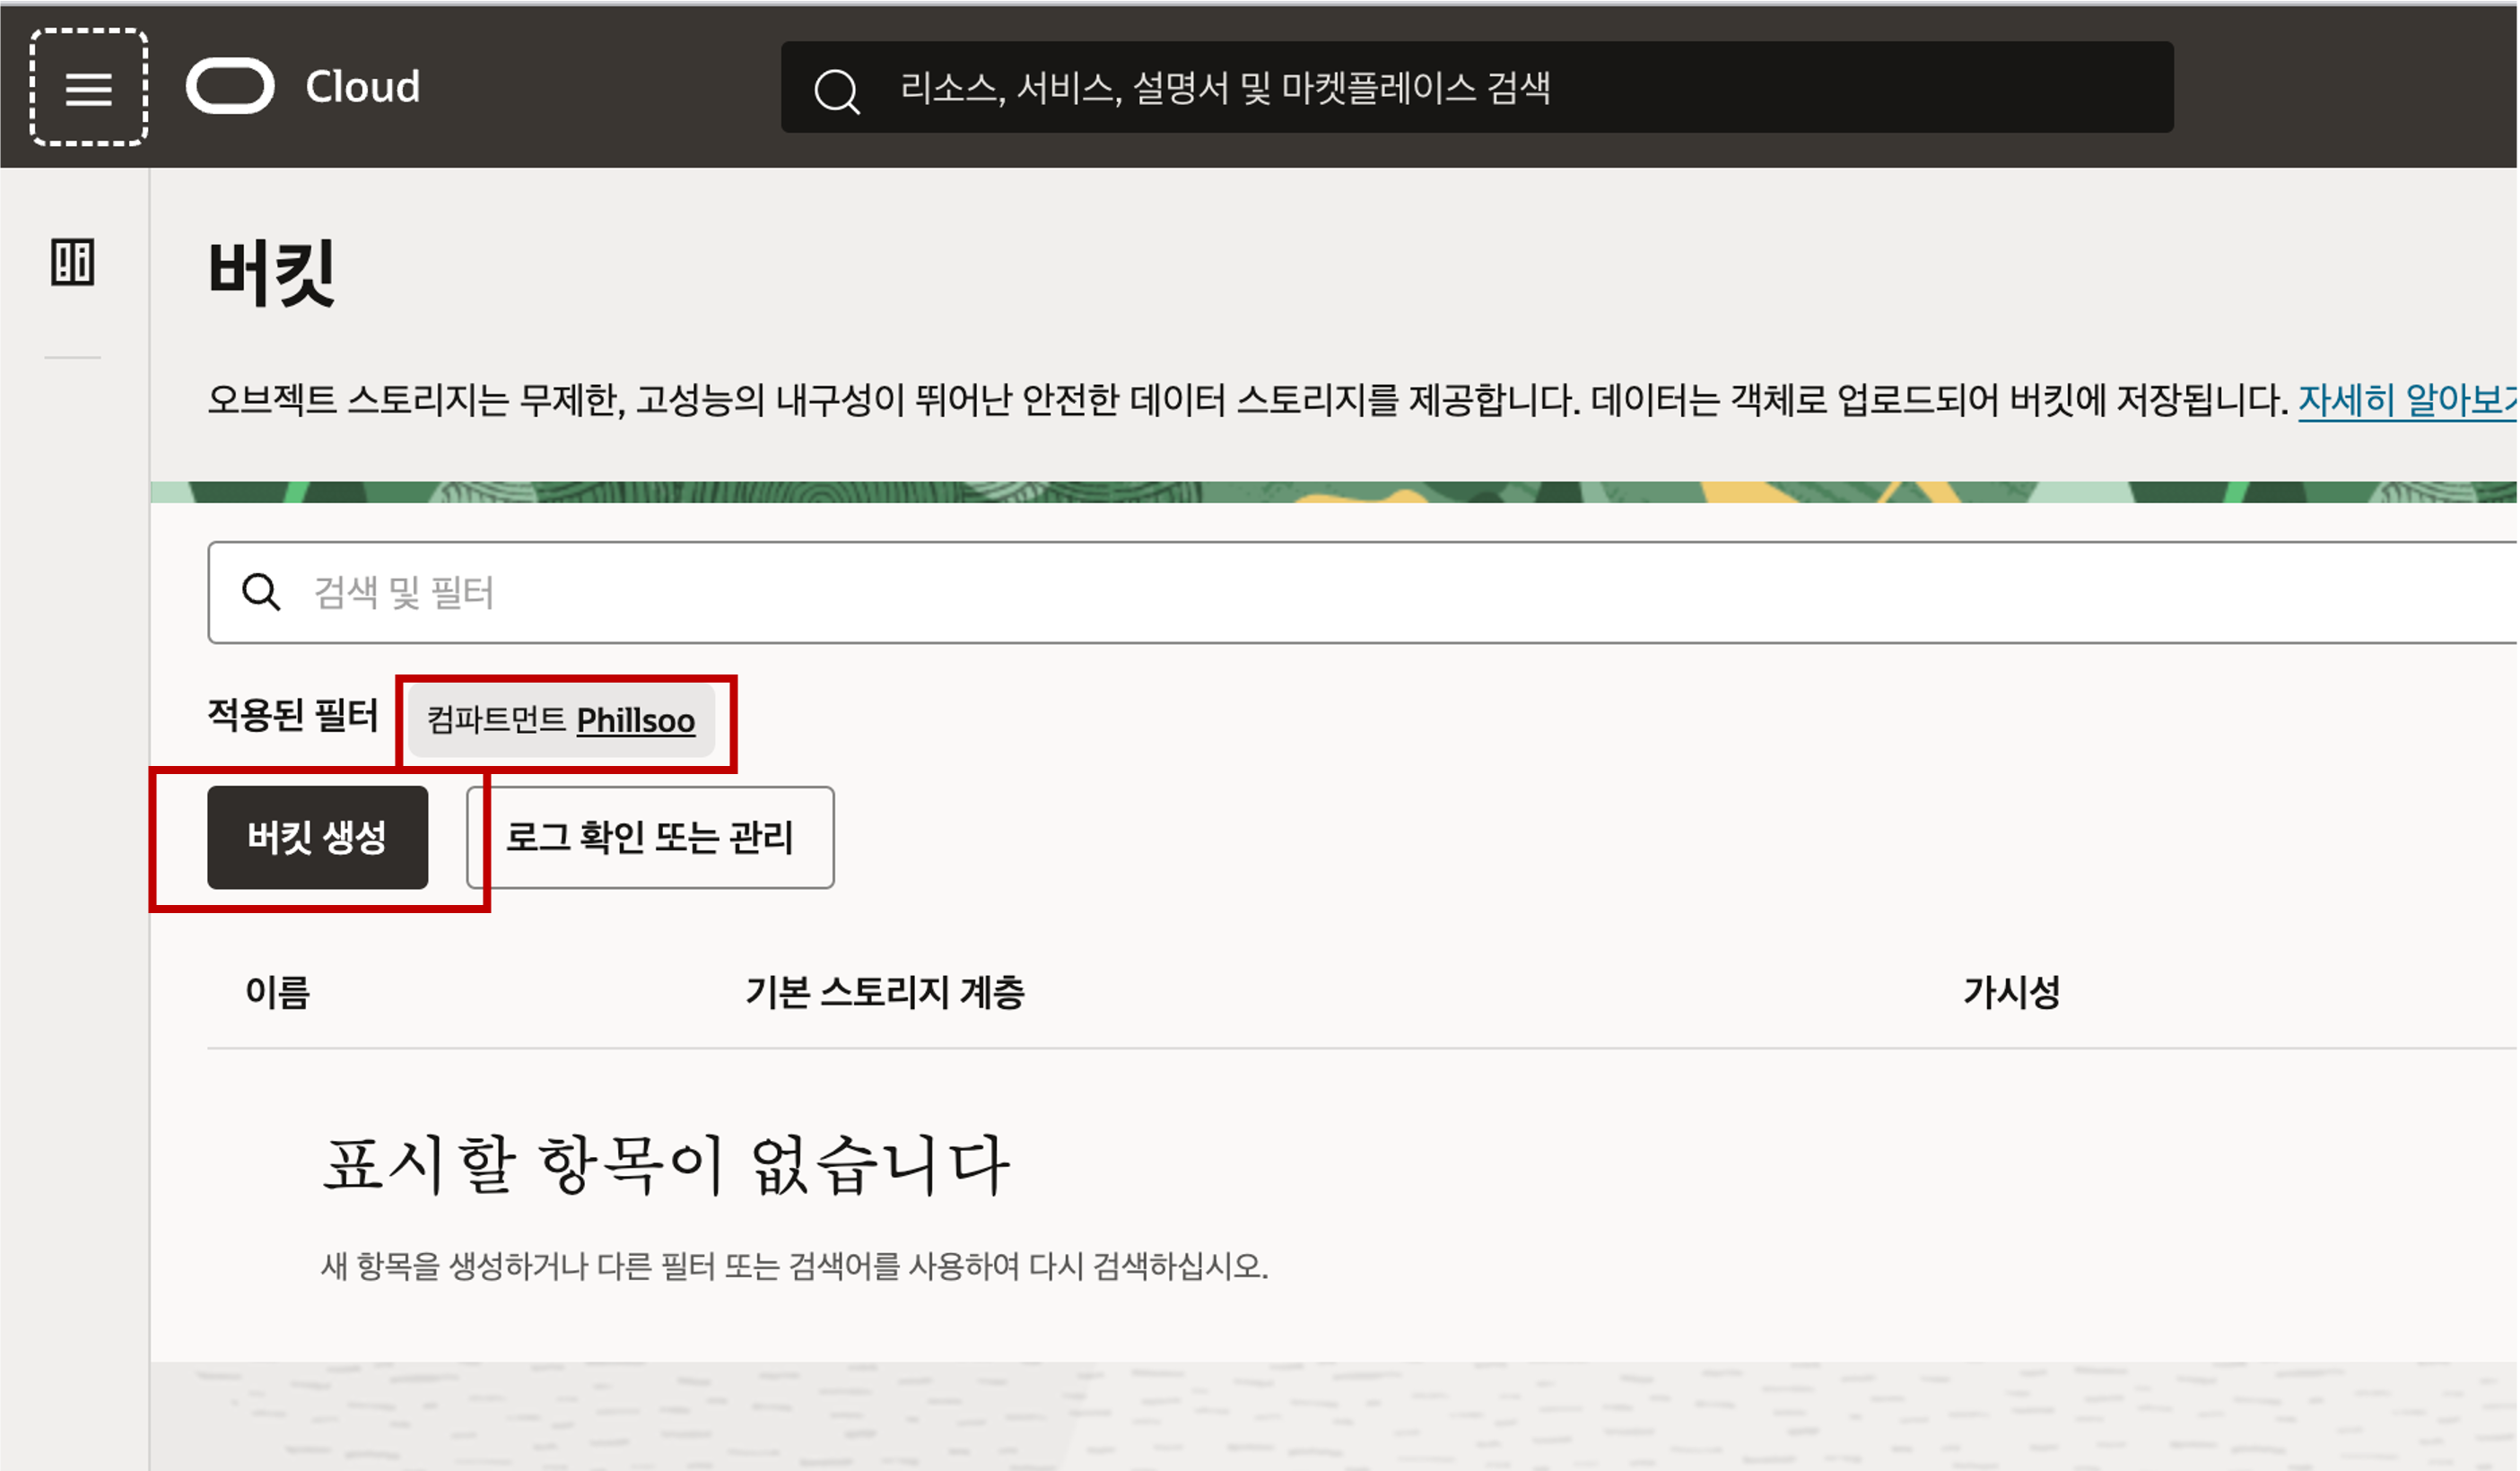 Cloud
리소스, 서비스, 설명서 및 마켓플레이스 검색
버킷
오브젝트 스토리지는 무제한, 고성능의 내구성이 뛰어난 안전한 데이터 스토리지를 제공합니다. 데이터는 객체로 업로드되어 버킷에 저장됩니다. 자세히 알아보기
검색 및 필터
적용된 필터 컴파트먼트 Phillsoo
버킷 생성 로그 확인 또는 관리
이름 기본 스토리지 계층 가시성
표시할 항목이 없습니다
새 항목을 생성하거나 다른 필터 또는 검색어를 사용하여 다시 검색하십시오.